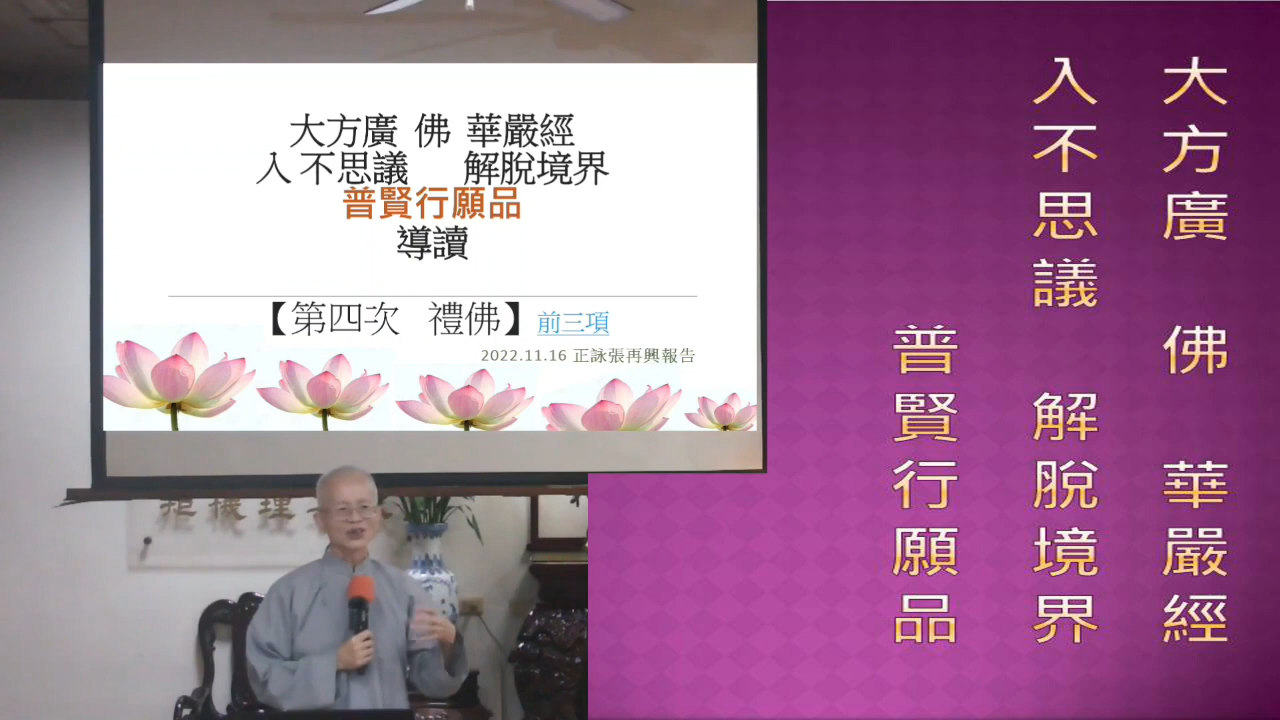 大方廣 佛 華嚴經
入不思議 解脫境界
普賢行願品
導讀
【第四次 禮佛】前三項
2022.11.16 正詠張再興報告
理機
大方廣 佛 華嚴經
入不思議 解脫境界
普賢行願品